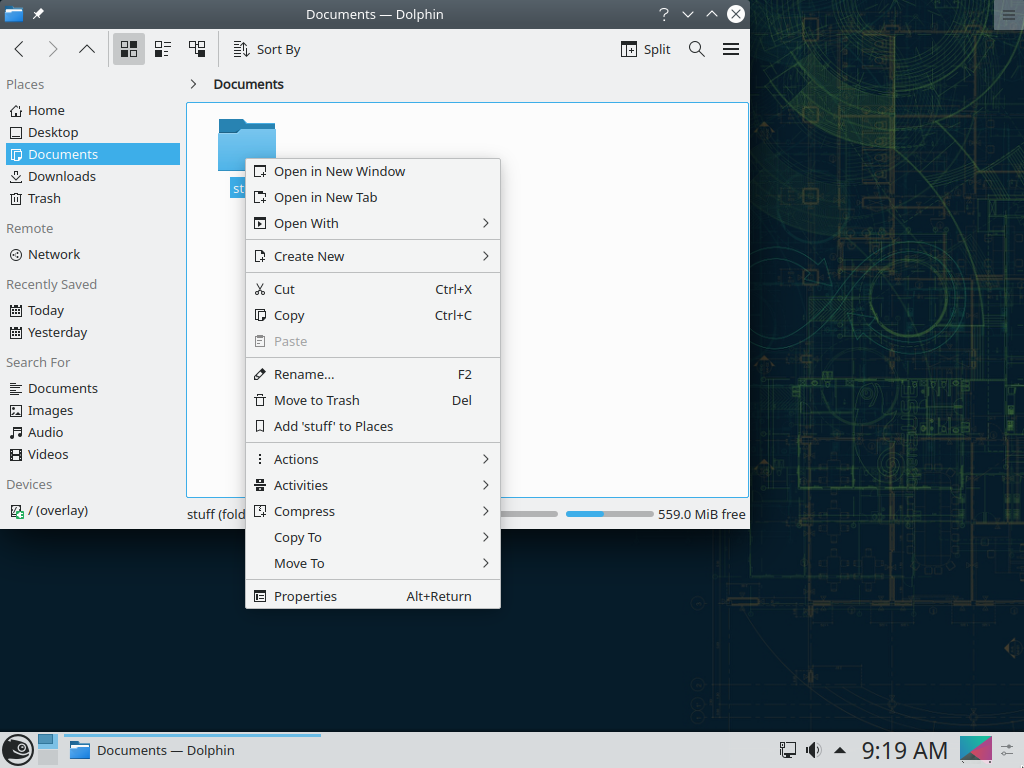 Documents — Dolphin
Sort By
Split
Places
Documents
Home
Desktop
Documents
Downloads
Trash
Remote
Network
Recently Saved
Today
Yesterday
Search For
Documents
Images
Audio
Videos
Devices
/ (overlay)
st
Open in New Window
Open in New Tab
Open With
Create New
Cut Ctrl+X
Copy Ctrl+C
Paste
Rename... F2
Move to Trash Del
Add 'stuff' to Places
Actions
Activities
Compress
Copy To
Move To
Properties Alt+Return
stuff (fold
559.0 MiB free
Documents — Dolphin
9:19 AM